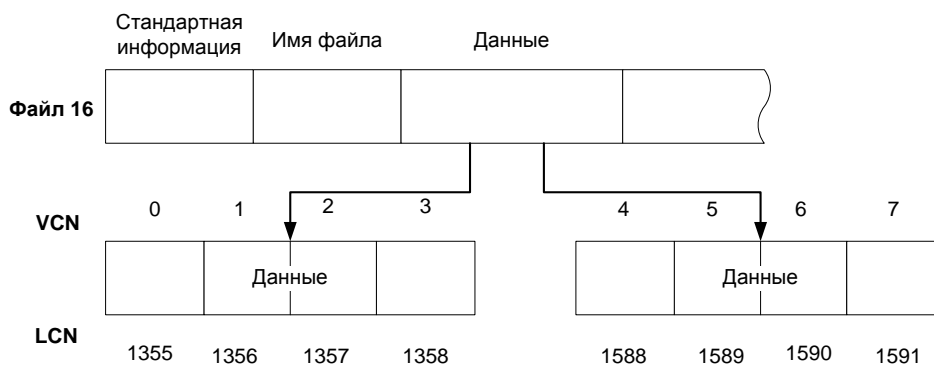 Стандартная
информация
Имя файла
Данные
Файл 16
VCN
0 1 2 3 4 5 6 7
Данные Данные
LCN
1355 1356 1357 1358 1588 1589 1590 1591